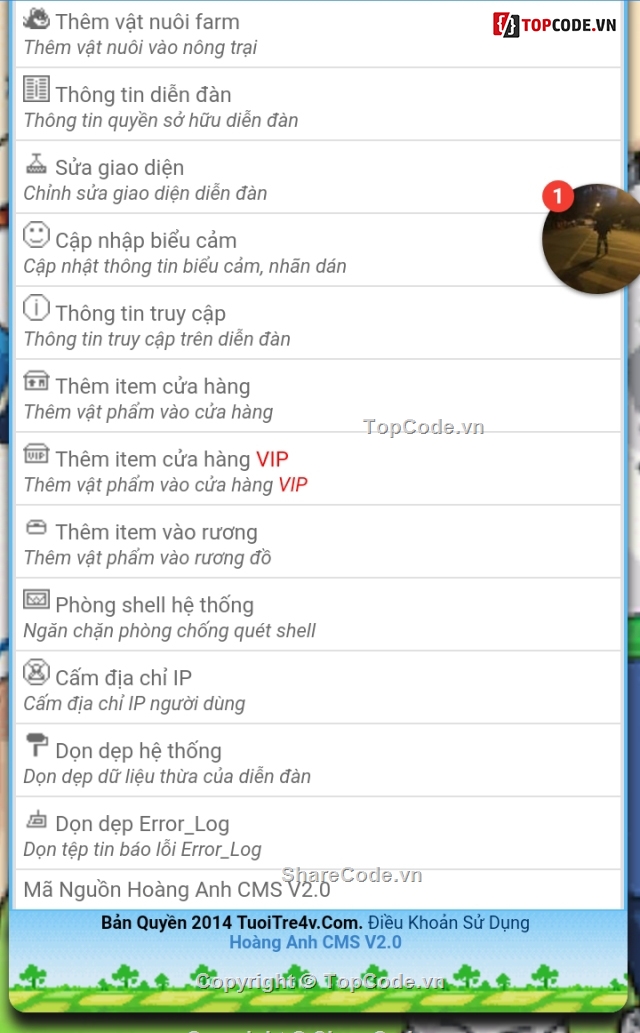 Thêm vật nuôi farm
TOPCODE.VN
Thêm vật nuôi vào nông trại
Thông tin diễn đàn
Thông tin quyền sở hữu diễn đàn
Sửa giao diện
Chỉnh sửa giao diện diễn đàn
1
Cập nhập biểu cảm
Cập nhật thông tin biểu cảm, nhãn dán
Thông tin truy cập
Thông tin truy cập trên diễn đàn
Thêm item cửa hàng
Thêm vật phẩm vào cửa hàng
TopCode.vn
VIP
Thêm item cửa hàng VIP
Thêm vật phẩm vào cửa hàng VIP
Thêm item vào rương
Thêm vật phẩm vào rương đồ
Phòng shell hệ thống
Ngăn chặn phòng chống quét shell
Cấm địa chỉ IP
Cấm địa chỉ IP người dùng
Dọn dẹp hệ thống
Dọn dẹp dữ liệu thừa của diễn đàn
Dọn dẹp Error_Log
Dọn tệp tin báo lỗi Error_Log
ShareCode.vn
Mã Nguồn Hoàng Anh CMS V2.0
Bản Quyền 2014 TuoiTre4v.Com. Điều Khoản Sử Dụng
Hoàng Anh CMS V2.0
Copyright © TopCode.vn